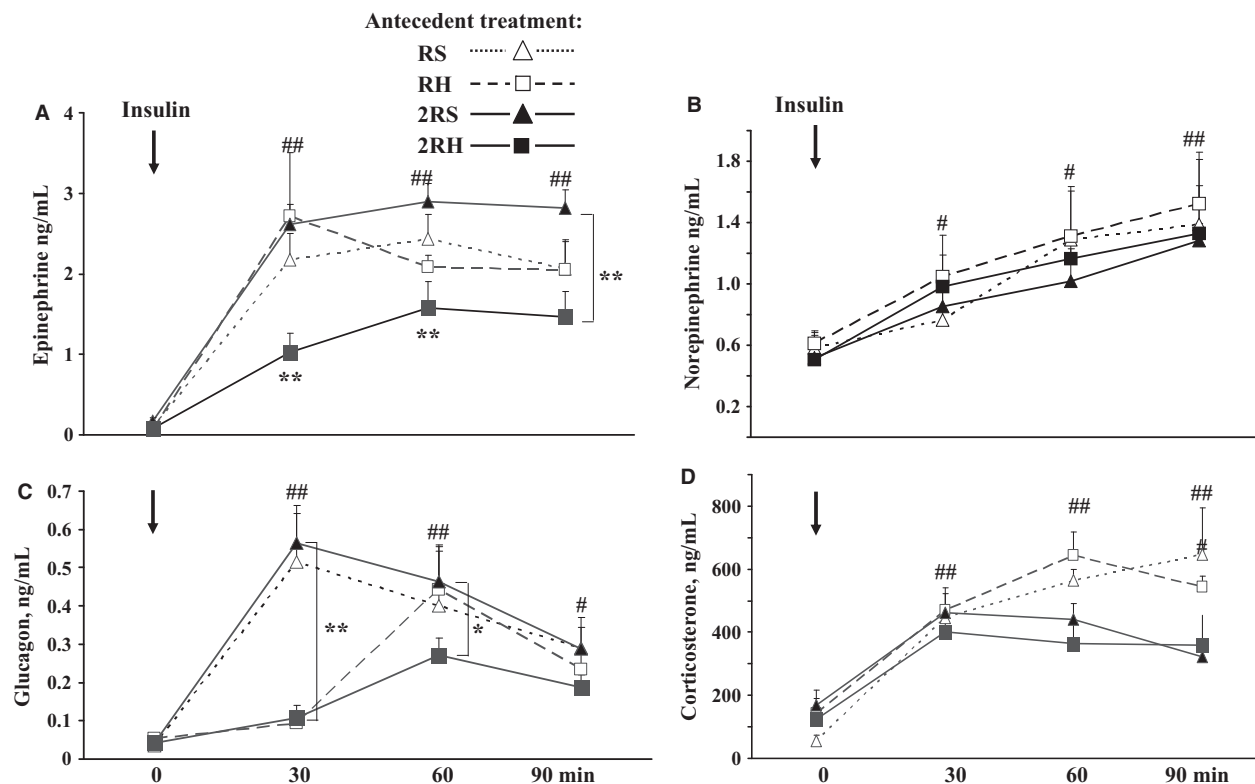 Antecedent treatment:
RS
RH
2RS
2RH
A
Insulin
Epinephrine ng/mL
4
3
2
1
0
##
##
##
**
**
**
B
Insulin
Norepinephrine ng/mL
1.8
1.4
1.0
0.6
0.2
#
#
##
C
Glucagon, ng/mL
0.7
0.6
0.5
0.4
0.3
0.2
0.1
0
##
##
#
**
*
0 30 60 90 min
D
Corticosterone, ng/mL
800
600
400
200
0
##
##
##
#
0 30 60 90 min